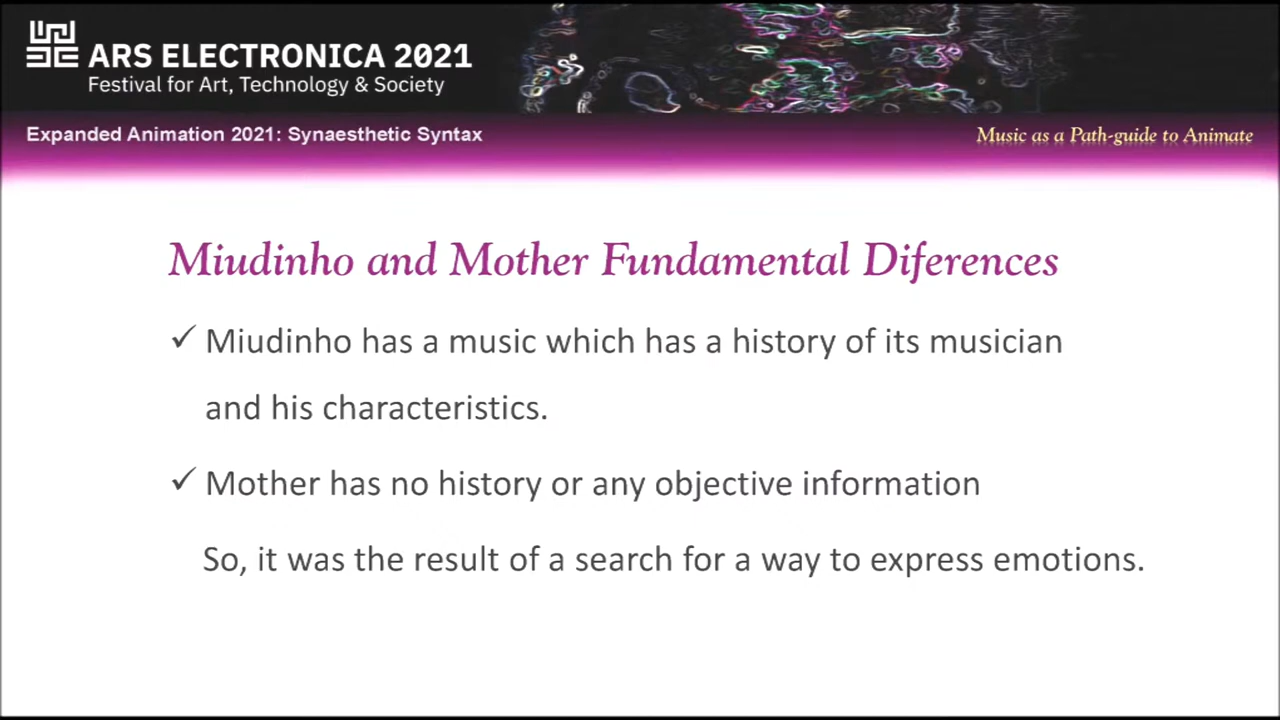 ARS ELECTRONICA 2021
Festival for Art, Technology & Society
Expanded Animation 2021: Synaesthetic Syntax
Music as a Path-guide to Animate
Miudinho and Mother Fundamental Diferences
✓ Miudinho has a music which has a history of its musician
and his characteristics.
✓ Mother has no history or any objective information
So, it was the result of a search for a way to express emotions.